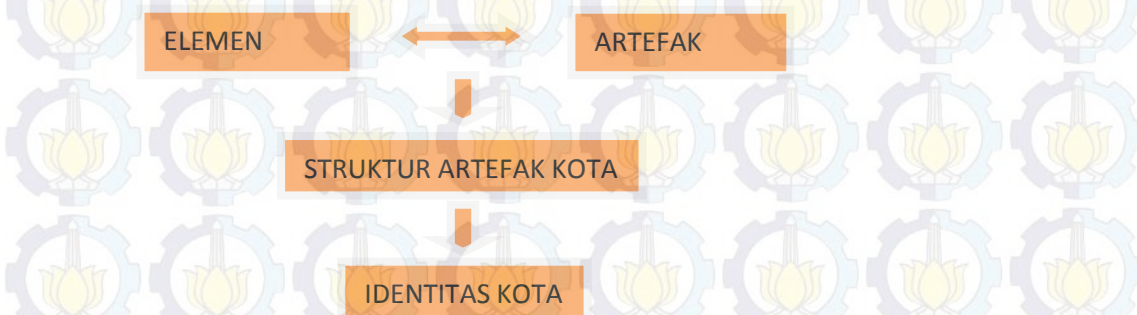 ELEMEN
ARTEFAK
STRUKTUR ARTEFAK KOTA
IDENTITAS KOTA